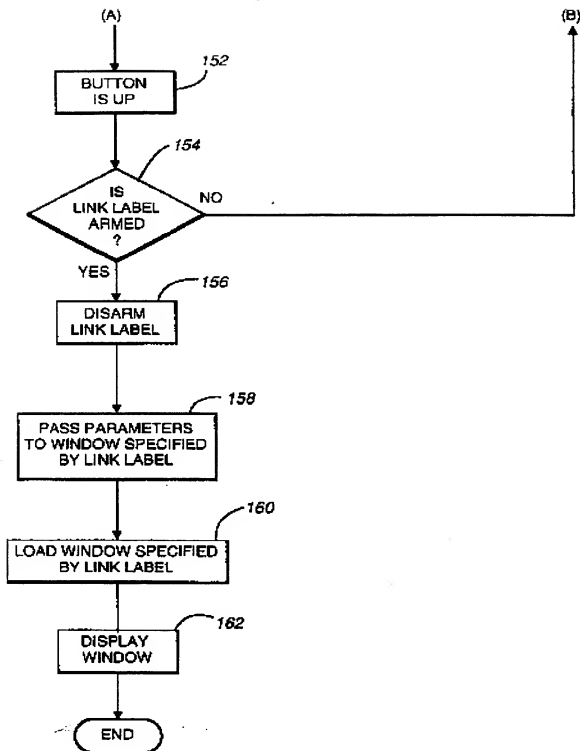 (A)
(B)
152
BUTTON
IS UP
154
IS
LINK LABEL
ARMED
?
NO
YES
156
DISARM
LINK LABEL
158
PASS PARAMETERS
TO WINDOW SPECIFIED
BY LINK LABEL
160
LOAD WINDOW SPECIFIED
BY LINK LABEL
162
DISPLAY
WINDOW
END